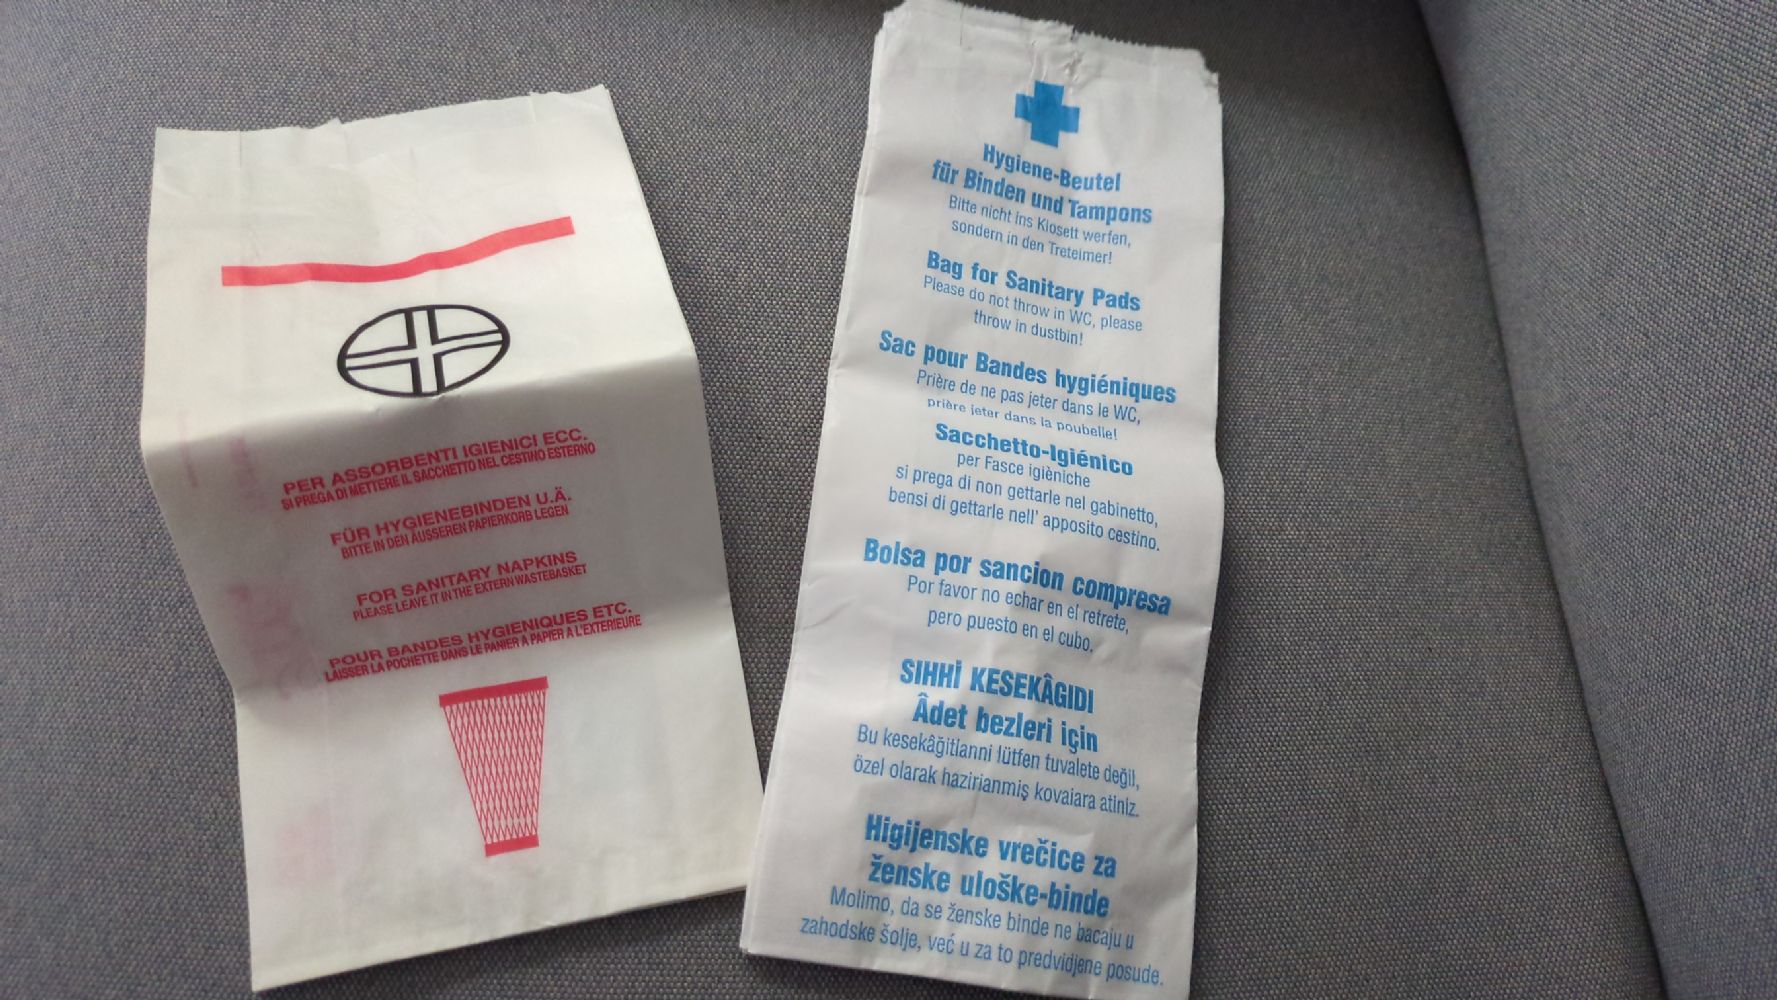 PER ASSORBENTI IGIENICI ECC.
SI PREGA DI METTERE IL SACCHETTO NEL CESTINO ESTERNO
FÜR HYGIENEBINDEN U.Ä.
BITTE IN DEN ÄUSSEREN PAPIERKORB LEGEN
FOR SANITARY NAPKINS
PLEASE LEAVE IT IN THE EXTERN WASTEBASKET
POUR BANDES HYGIENIQUES ETC.
LAISSER LA POCHETTE DANS LE PANIER A PAPIER A L'EXTERIEURE
Hygiene-Beutel
für Binden und Tampons
Bitte nicht ins Klosett werfen,
sondern in den Treteimer!
Bag for Sanitary Pads
Please do not throw in WC, please
throw in dustbin!
Sac pour Bandes hygiéniques
Prière de ne pas jeter dans le WC,
prière jeter dans la poubelle!
Sacchetto-Igiénico
per Fasce igièniche
si prega di non gettarle nel gabinetto,
bensi di gettarle nell' apposito cestino.
Bolsa por sancion compresa
Por favor no echar en el retrete,
pero puesto en el cubo.
SIHHİ KESEKÂGIDI
Âdet bezleri için
Bu kesekâğitlanni lütfen tuvalete değil,
özel olarak hazirianmiş kovaiara atiniz.
Higijenske vrečice za
ženske uloške-binde
Molimo, da se ženske binde ne bacaju u
zahodske šolje, već u za to predvidjene posude.